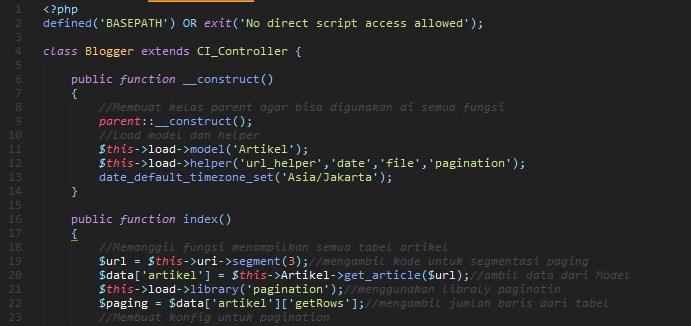 1 <?php
2 defined('BASEPATH') OR exit('No direct script access allowed');
3
4 class Blogger extends CI_Controller {
5
6 public function __construct()
7 {
8 //Membuat kelas parent agar bisa digunakan di semua fungsi
9 parent::__construct();
10 //Load model dan helper
11 $this->load->model('Artikel');
12 $this->load->helper('url_helper','date','file','pagination');
13 date_default_timezone_set('Asia/Jakarta');
14 }
15
16 public function index()
17 {
18 //Memanggil fungsi menampilkan semua tabel artikel
19 $url = $this->uri->segment(3);//mengambil kode untuk segmentasi paging
20 $data['artikel'] = $this->Artikel->get_article($url);//ambil data dari Model
21 $this->load->library('pagination');//menggunakan libraly paginatin
22 $paging = $data['artikel']['getRows'];//mengambil jumlah baris dari tabel
23 //Membuat konfig untuk pagination